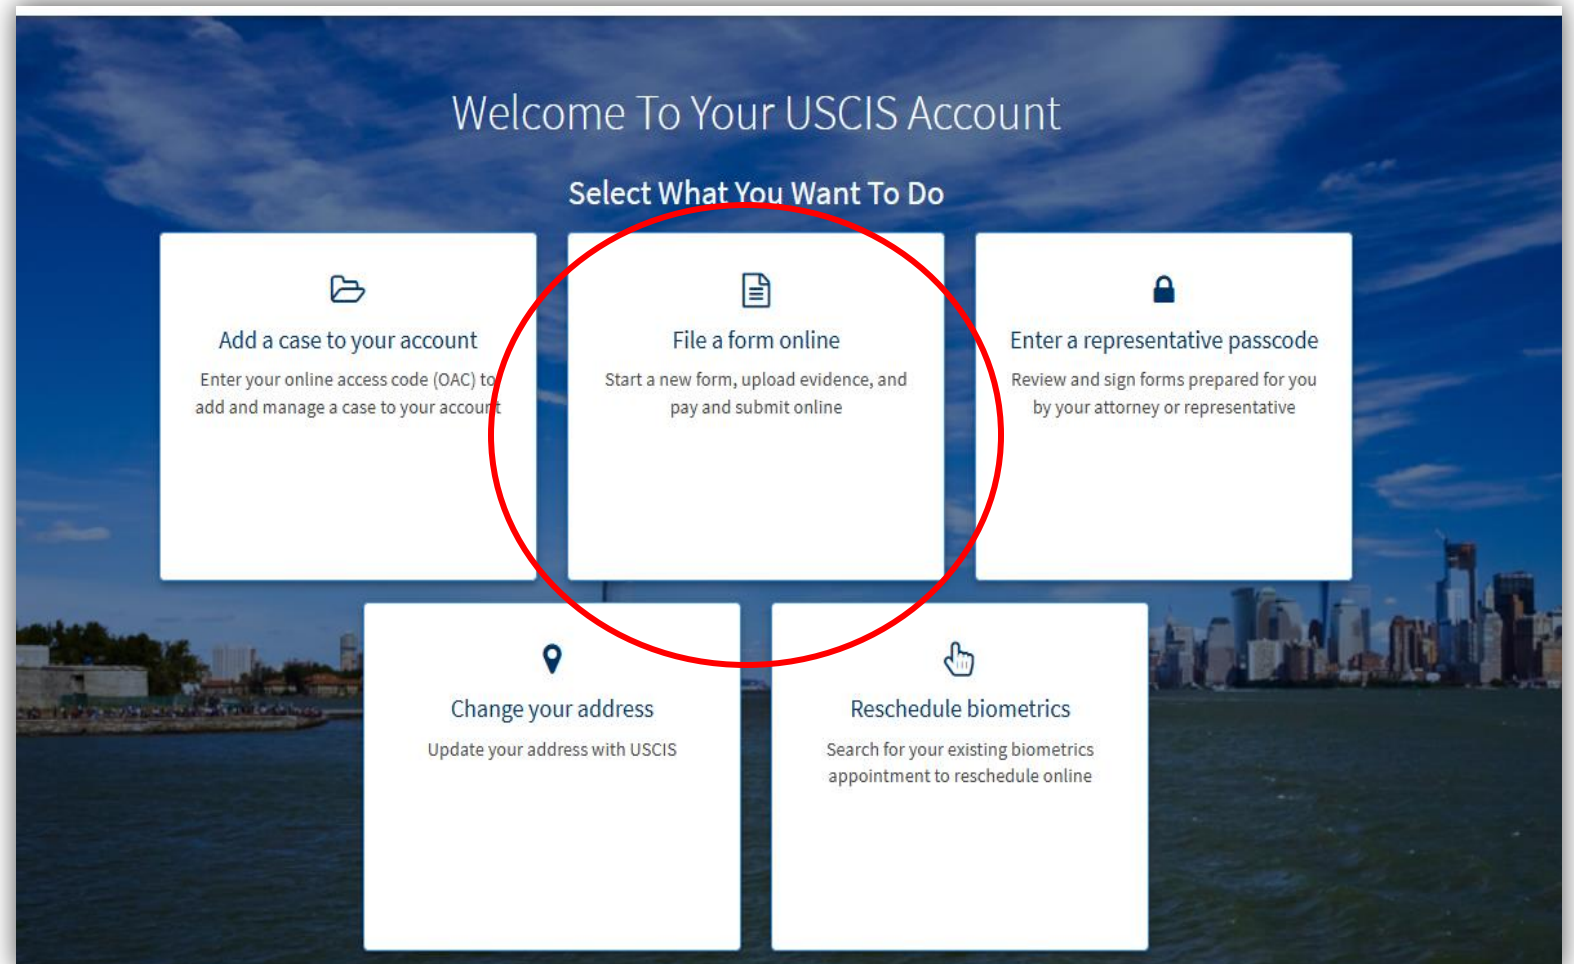 Welcome To Your USCIS Account
Select What You Want To Do
Add a case to your account
Enter your online access code (OAC) to
add and manage a case to your account
File a form online
Start a new form, upload evidence, and
pay and submit online
Enter a representative passcode
Review and sign forms prepared for you
by your attorney or representative
Change your address
Update your address with USCIS
Reschedule biometrics
Search for your existing biometrics
appointment to reschedule online